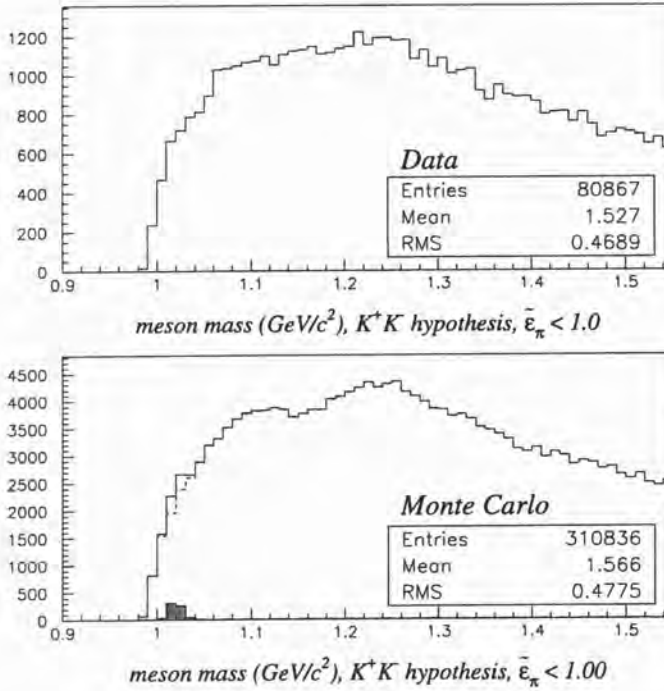 1200
1000
800
600
400
200
0
Data
Entries 80867
Mean 1.527
RMS 0.4689
0.9 1 1.1 1.2 1.3 1.4 1.5
meson mass (GeV/c²), K⁺K⁻ hypothesis, ε̃π < 1.0
4500
4000
3500
3000
2500
2000
1500
1000
500
0
Monte Carlo
Entries 310836
Mean 1.566
RMS 0.4775
0.9 1 1.1 1.2 1.3 1.4 1.5
meson mass (GeV/c²), K⁺K⁻ hypothesis, ε̃π < 1.00